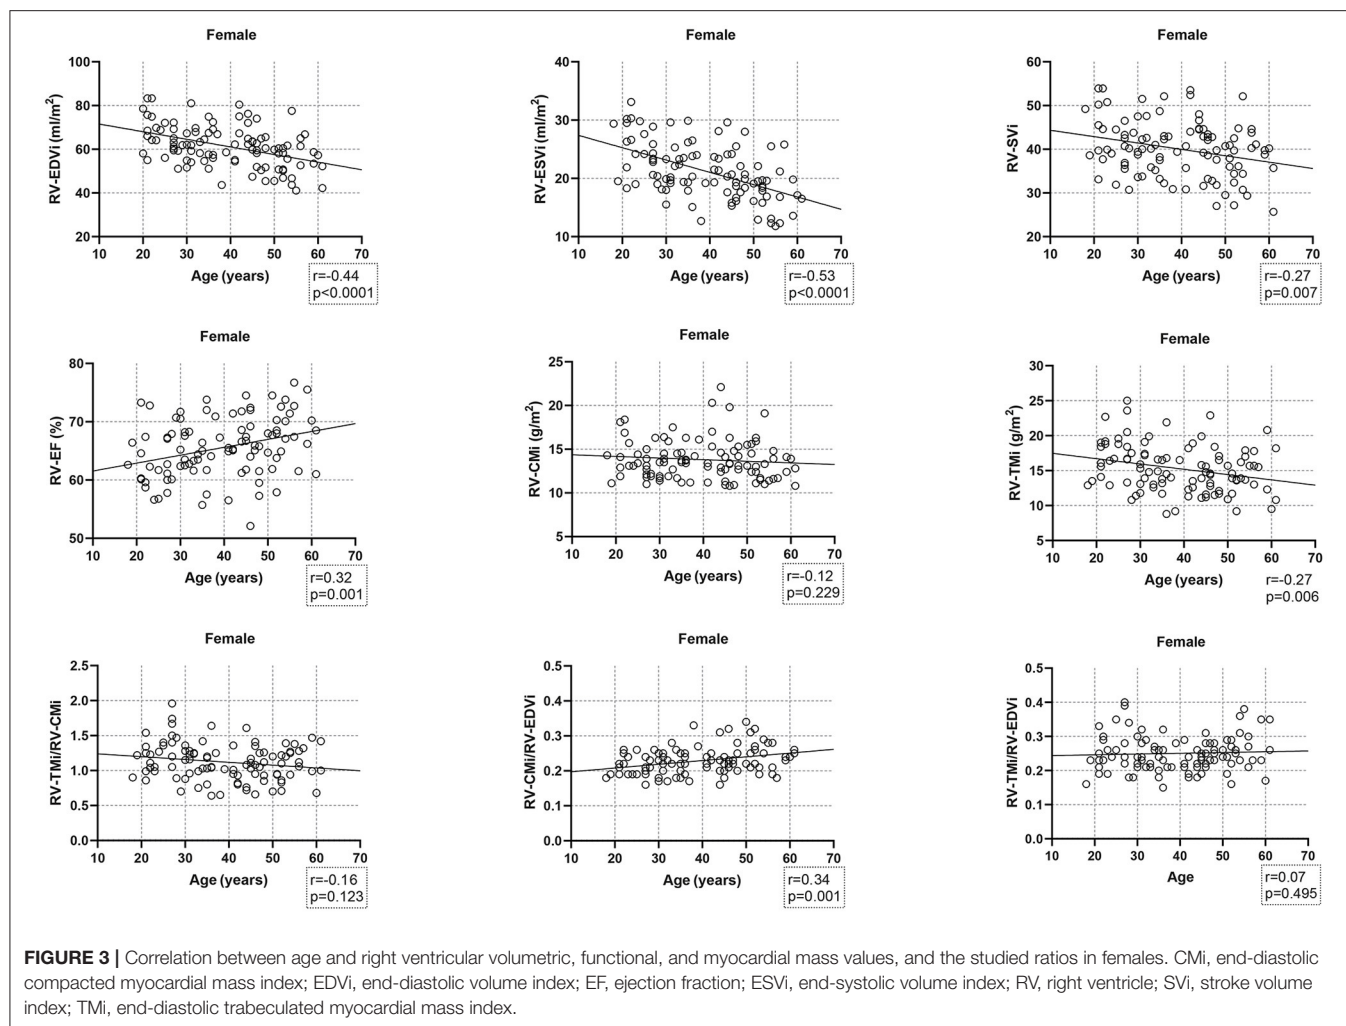 Female
RV-EDVi (ml/m²)
100
80
60
40
20
10 20 30 40 50 60 70
Age (years)
r=-0.44
p<0.0001
Female
RV-ESVi (ml/m²)
40
30
20
10
10 20 30 40 50 60 70
Age (years)
r=-0.53
p<0.0001
Female
RV-SVi
60
50
40
30
20
10 20 30 40 50 60 70
Age (years)
r=-0.27
p=0.007
Female
RV-EF (%)
80
70
60
50
10 20 30 40 50 60 70
Age (years)
r=0.32
p=0.001
Female
RV-CMi (g/m²)
25
20
15
10
5
10 20 30 40 50 60 70
Age (years)
r=-0.12
p=0.229
Female
RV-TMi (g/m²)
30
25
20
15
10
5
10 20 30 40 50 60 70
Age (years)
r=-0.27
p=0.006
Female
RV-TMi/RV-CMi
2.5
2.0
1.5
1.0
0.5
0.0
10 20 30 40 50 60 70
Age (years)
r=-0.16
p=0.123
Female
RV-CMi/RV-EDVi
0.5
0.4
0.3
0.2
0.1
0.0
10 20 30 40 50 60 70
Age (years)
r=0.34
p=0.001
Female
RV-TMi/RV-EDVi
0.5
0.4
0.3
0.2
0.1
0.0
10 20 30 40 50 60 70
Age
r=0.07
p=0.495
FIGURE 3 | Correlation between age and right ventricular volumetric, functional, and myocardial mass values, and the studied ratios in females. CMi, end-diastolic
compacted myocardial mass index; EDVi, end-diastolic volume index; EF, ejection fraction; ESVi, end-systolic volume index; RV, right ventricle; SVi, stroke volume
index; TMi, end-diastolic trabeculated myocardial mass index.